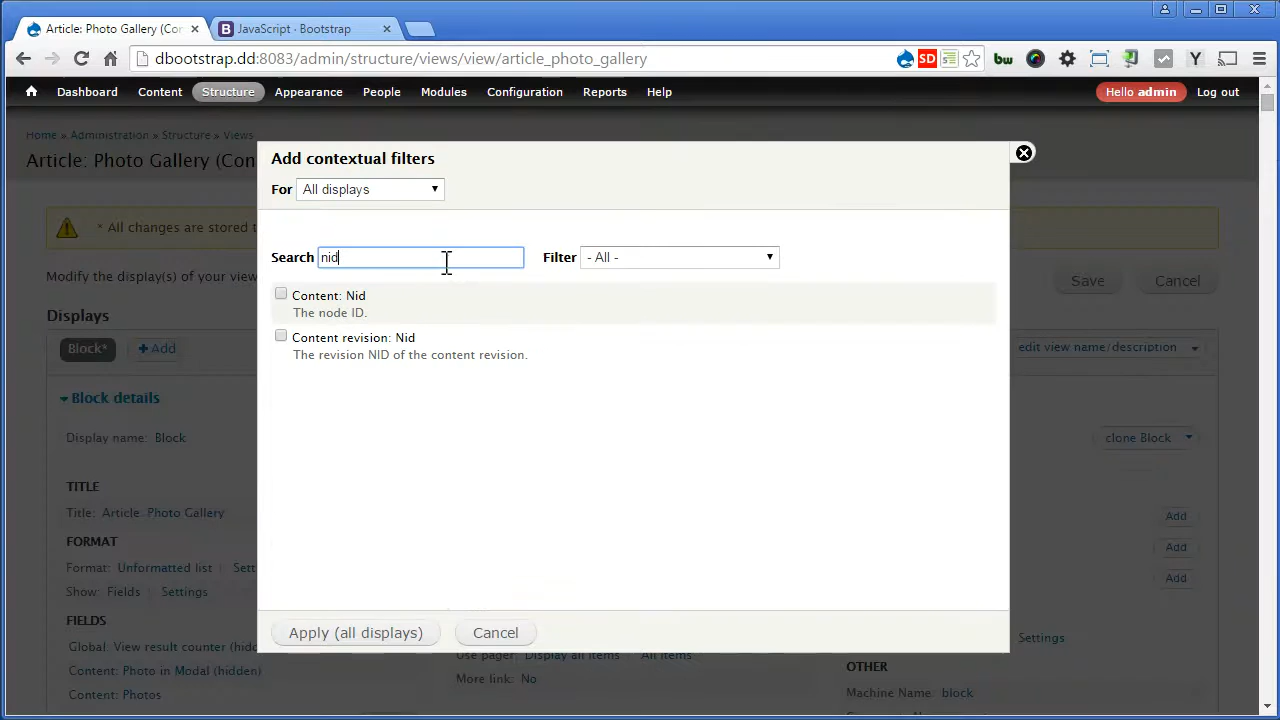 Article: Photo Gallery (Con
JavaScript · Bootstrap
dbootstrap.dd:8083/admin/structure/views/view/article_photo_gallery
SD
bw
Y
Dashboard Content Structure Appearance People Modules Configuration Reports Help
Hello admin Log out
Home » Administration » Structure » Views
Article: Photo Gallery (Con
Add contextual filters
For All displays
* All changes are stored t
Search nid Filter - All -
Modify the display(s) of your view
Save Cancel
Content: Nid
The node ID.
Displays
Content revision: Nid
The revision NID of the content revision.
Block* Add
edit view name/description
Block details
Display name: Block
clone Block
TITLE
Title: Article: Photo Gallery
Add
FORMAT
Add
Format: Unformatted list Sett
Add
Show: Fields Settings
FIELDS
Apply (all displays) Cancel
Settings
Global: View result counter (hidd
Use pager: Display all items All items
OTHER
Content: Photo in Modal (hidden)
More link: No
Machine Name: block
Content: Photos